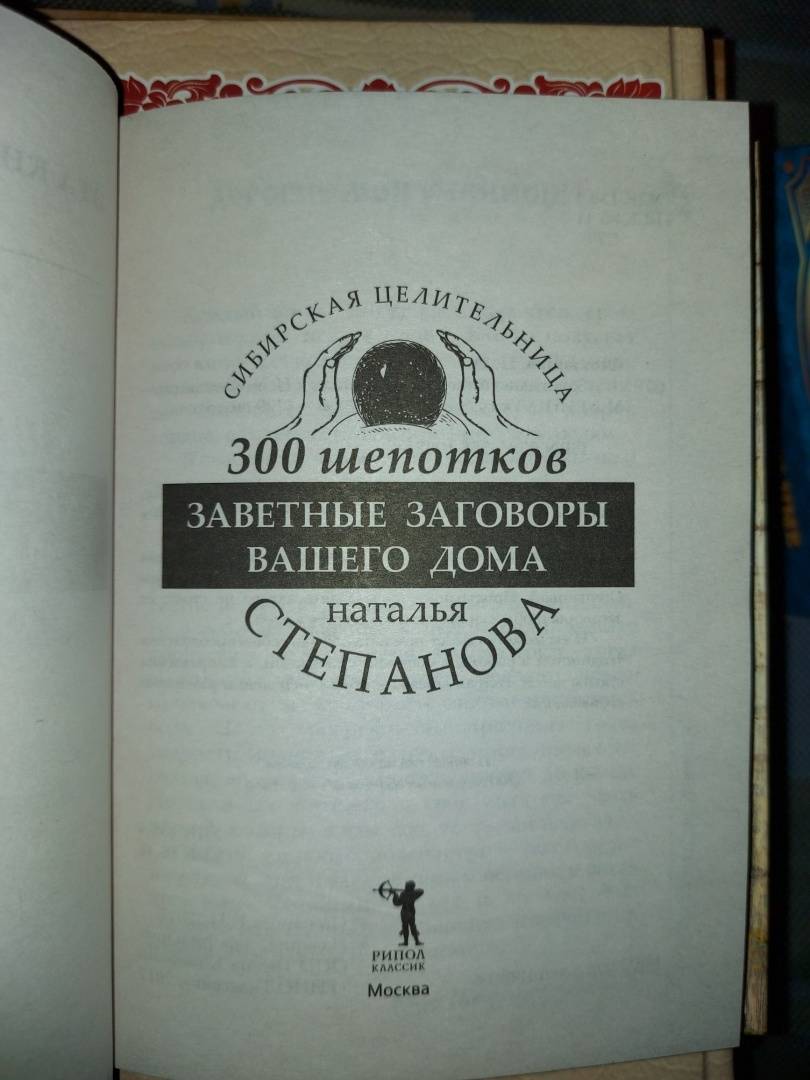 СИБИРСКАЯ ЦЕЛИТЕЛЬНИЦА
300 шепотков
ЗАВЕТНЫЕ ЗАГОВОРЫ
ВАШЕГО ДОМА
наталья
СТЕПАНОВА
РИПОЛ
КЛАССИК
Москва